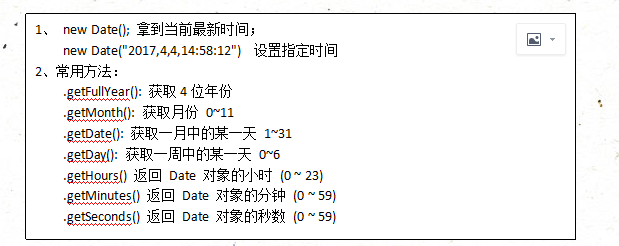 1、 new Date(); 拿到当前最新时间；
new Date("2017,4,4,14:58:12") 设置指定时间
2、常用方法：
.getFullYear(): 获取4位年份
.getMonth(): 获取月份 0~11
.getDate(): 获取一月中的某一天 1~31
.getDay(): 获取一周中的某一天 0~6
.getHours() 返回 Date 对象的小时 (0 ~ 23)
.getMinutes() 返回 Date 对象的分钟 (0 ~ 59)
.getSeconds() 返回 Date 对象的秒数 (0 ~ 59)